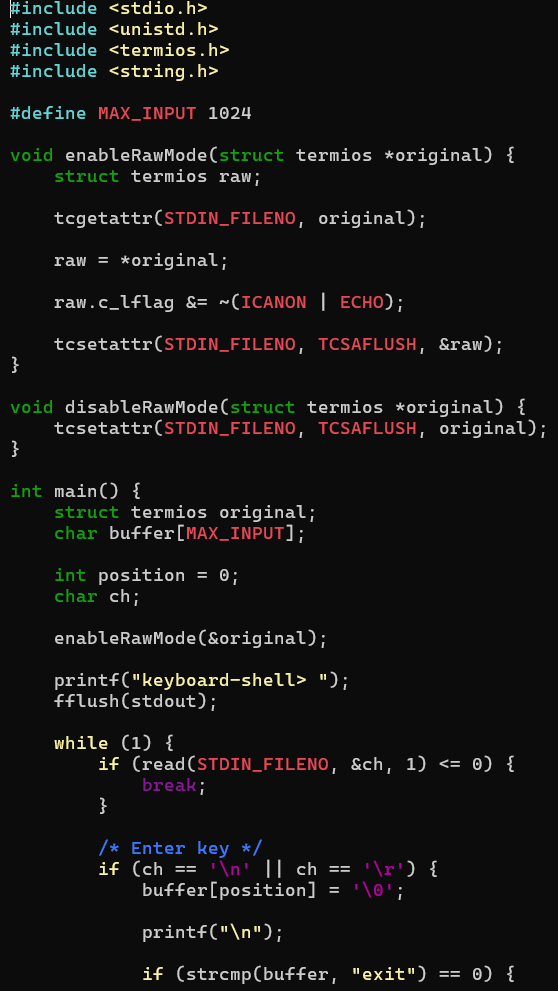 #include <stdio.h>
#include <unistd.h>
#include <termios.h>
#include <string.h>

#define MAX_INPUT 1024

void enableRawMode(struct termios *original) {
    struct termios raw;

    tcgetattr(STDIN_FILENO, original);

    raw = *original;

    raw.c_lflag &= ~(ICANON | ECHO);

    tcsetattr(STDIN_FILENO, TCSAFLUSH, &raw);
}

void disableRawMode(struct termios *original) {
    tcsetattr(STDIN_FILENO, TCSAFLUSH, original);
}

int main() {
    struct termios original;
    char buffer[MAX_INPUT];

    int position = 0;
    char ch;

    enableRawMode(&original);

    printf("keyboard-shell> ");
    fflush(stdout);

    while (1) {
        if (read(STDIN_FILENO, &ch, 1) <= 0) {
            break;
        }

        /* Enter key */
        if (ch == '\n' || ch == '\r') {
            buffer[position] = '\0';

            printf("\n");

            if (strcmp(buffer, "exit") == 0) {